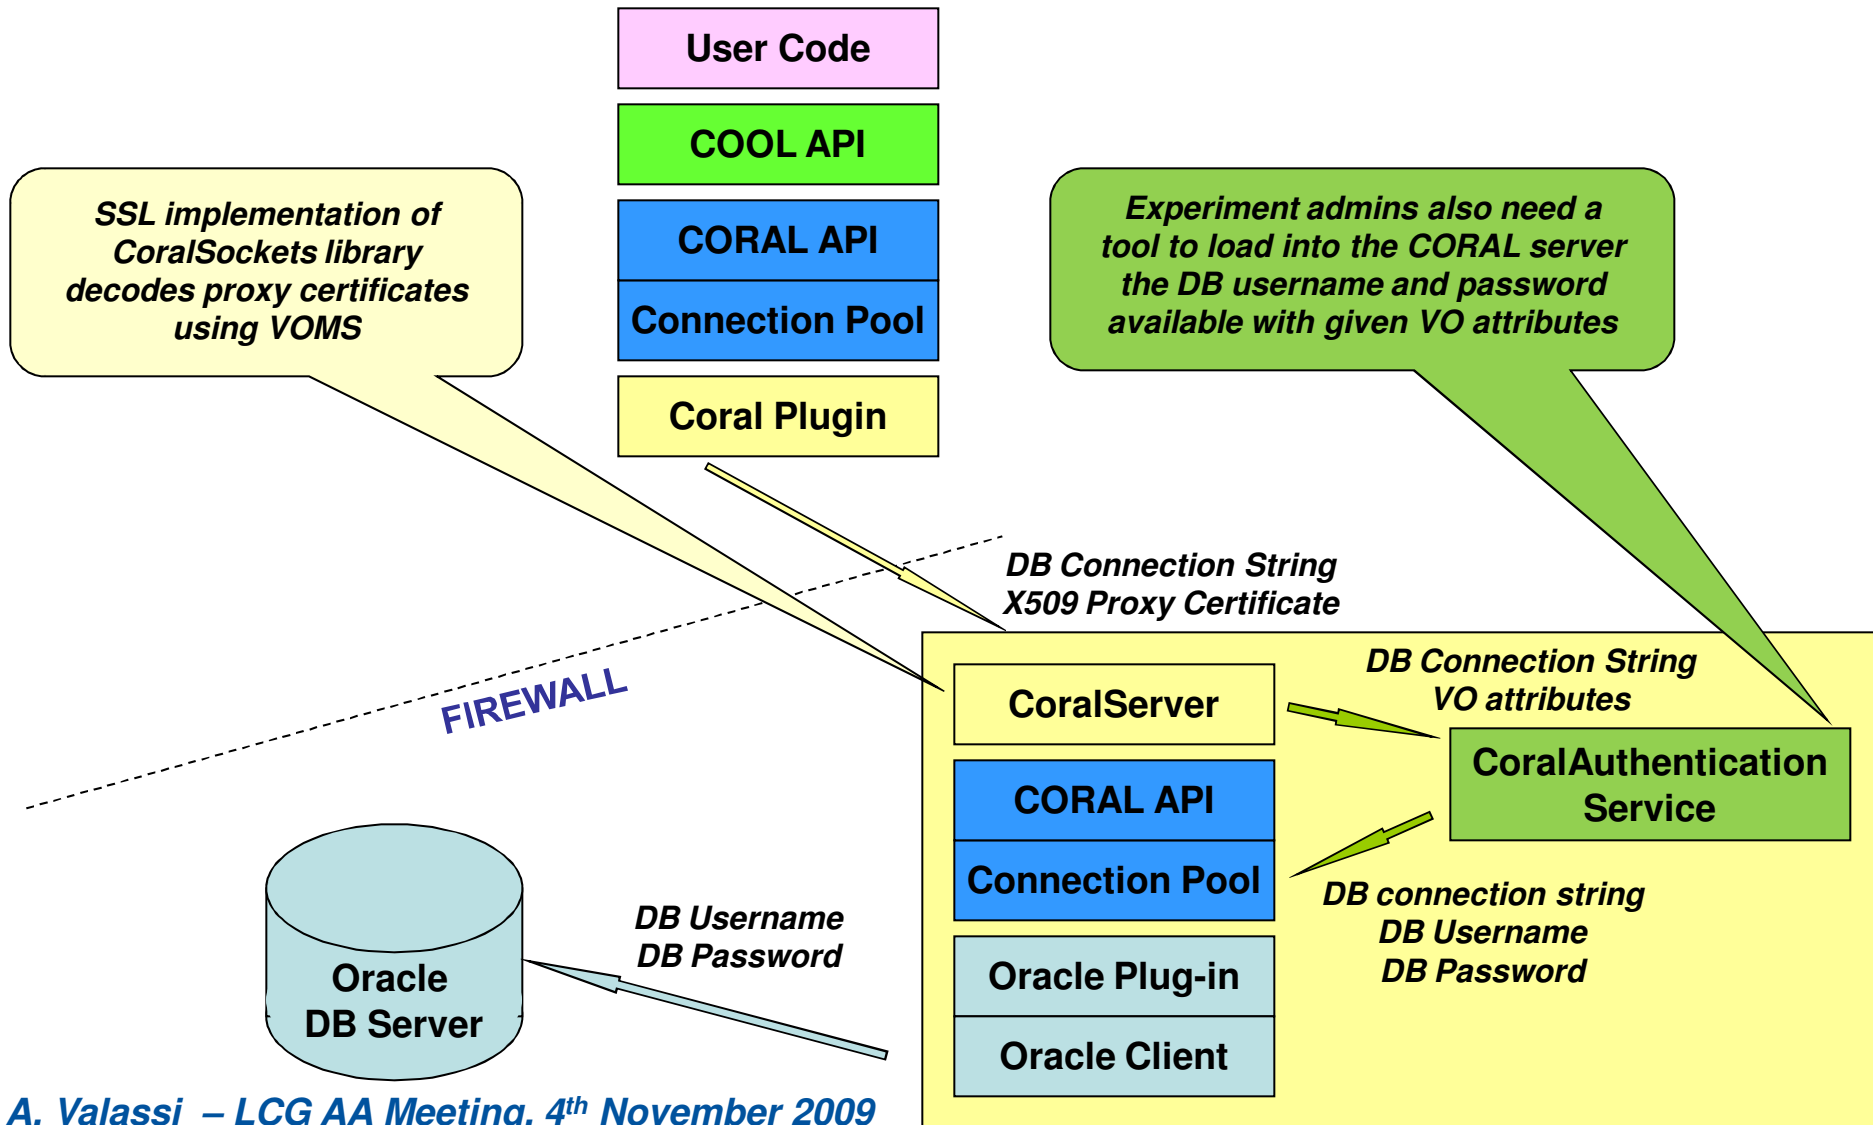 User Code
COOL API
CORAL API
Connection Pool
Coral Plugin
SSL implementation of
CoralSockets library
decodes proxy certificates
using VOMS
Experiment admins also need a
tool to load into the CORAL server
the DB username and password
available with given VO attributes
DB Connection String
X509 Proxy Certificate
FIREWALL
CoralServer
DB Connection String
VO attributes
CoralAuthentication
Service
CORAL API
Connection Pool
DB connection string
DB Username
DB Password
Oracle Plug-in
Oracle Client
DB Username
DB Password
Oracle
DB Server
A. Valassi – LCG AA Meeting, 4th November 2009